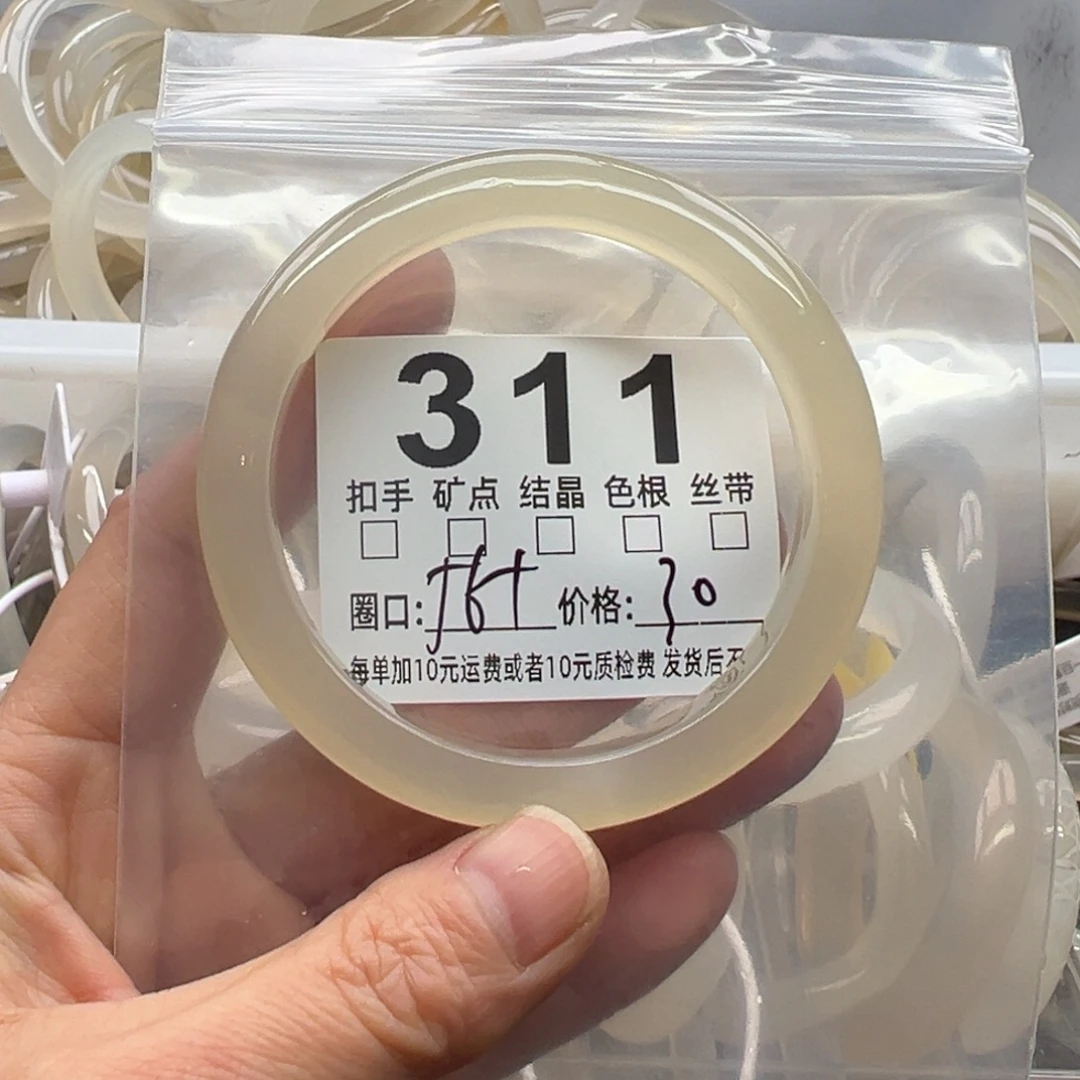 311
扣手 矿点 结晶 色根 丝带
圈口: 价格:
每单加10元运费或者10元质检费 发货后不